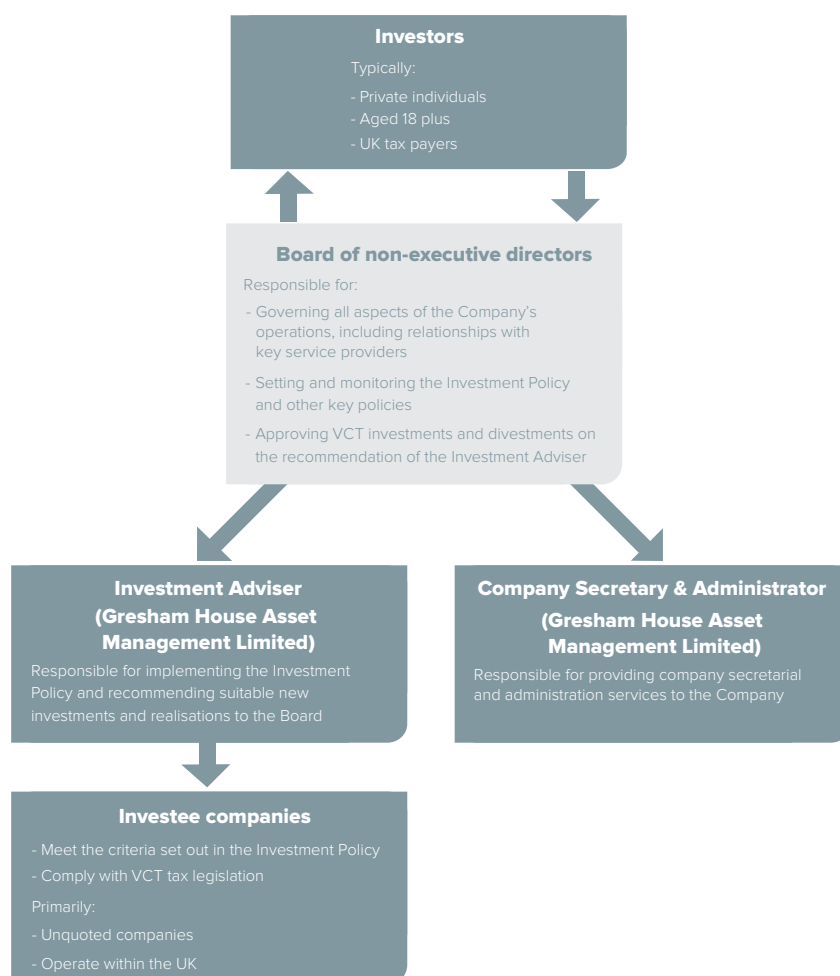 Investors
Typically:
- Private individuals
- Aged 18 plus
- UK tax payers
Board of non-executive directors
Responsible for:
- Governing all aspects of the Company’s
operations, including relationships with
key service providers
- Setting and monitoring the Investment Policy
and other key policies
- Approving VCT investments and divestments on
the recommendation of the Investment Adviser
Investment Adviser
(Gresham House Asset
Management Limited)
Responsible for implementing the Investment
Policy and recommending suitable new
investments and realisations to the Board
Company Secretary & Administrator
(Gresham House Asset
Management Limited)
Responsible for providing company secretarial
and administration services to the Company
Investee companies
- Meet the criteria set out in the Investment Policy
- Comply with VCT tax legislation
Primarily:
- Unquoted companies
- Operate within the UK